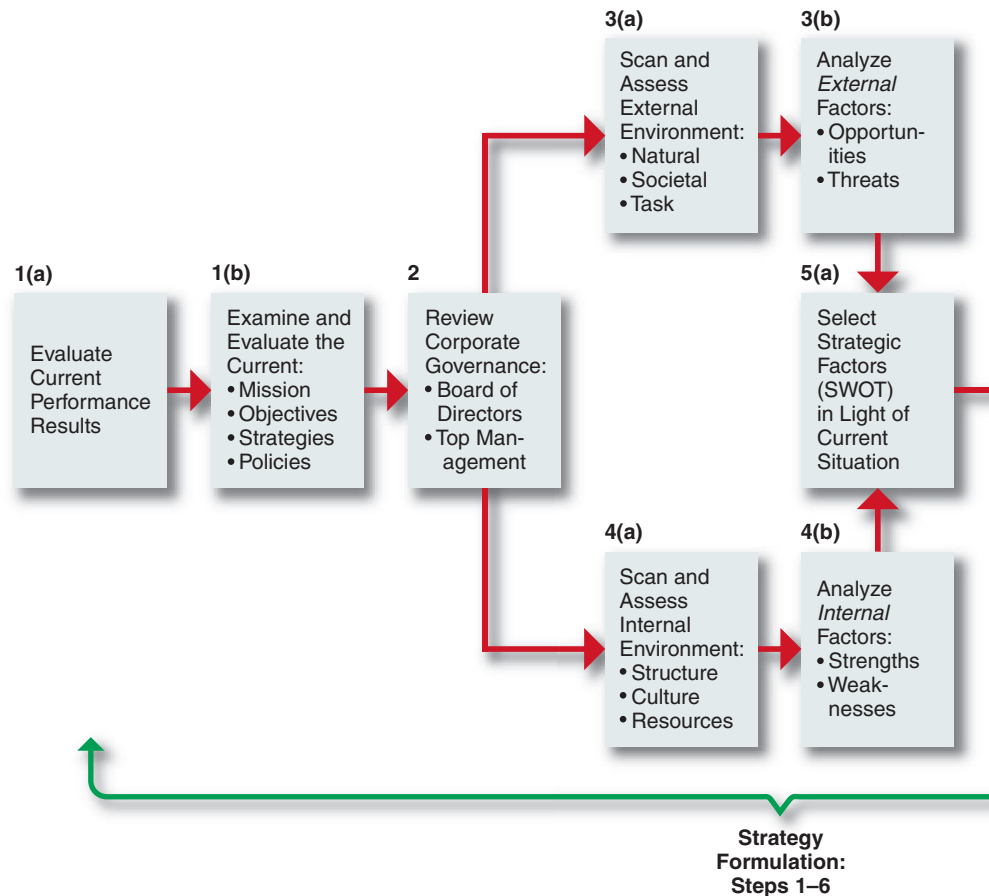 1(a)
Evaluate
Current
Performance
Results
1(b)
Examine and
Evaluate the
Current:
• Mission
• Objectives
• Strategies
• Policies
2
Review
Corporate
Governance:
• Board of
Directors
• Top Man-
agement
3(a)
Scan and
Assess
External
Environment:
• Natural
• Societal
• Task
3(b)
Analyze
External
Factors:
• Opportun-
ities
• Threats
4(a)
Scan and
Assess
Internal
Environment:
• Structure
• Culture
• Resources
4(b)
Analyze
Internal
Factors:
• Strengths
• Weak-
nesses
5(a)
Select
Strategic
Factors
(SWOT)
in Light of
Current
Situation
Strategy
Formulation:
Steps 1–6